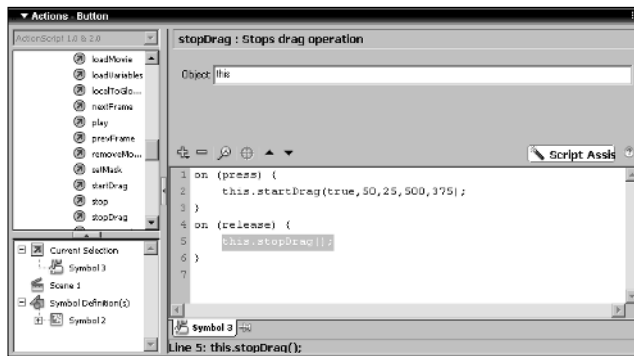 Actions - Button
ActionScript 1.0 & 2.0
loadMovie
loadVariables
localToGlo...
nextFrame
play
prevFrame
removeMo...
setMask
startDrag
stop
stopDrag
Current Selection
Symbol 3
Scene 1
Symbol Definition(s)
Symbol 2
stopDrag : Stops drag operation
Object: this
Script Assis
1 on (press) {
2 this.startDrag(true,50,25,500,375);
3 }
4 on (release) {
5 this.stopDrag();
6 }
7
Symbol 3
Line 5: this.stopDrag();